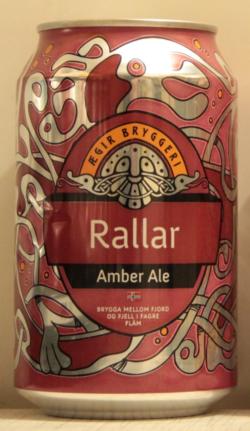 ÆGIR BRYGGERI
Rallar
Amber Ale
BRYGGA MELLOM FJORD
OG FJELL I FAGRE
FLÅM